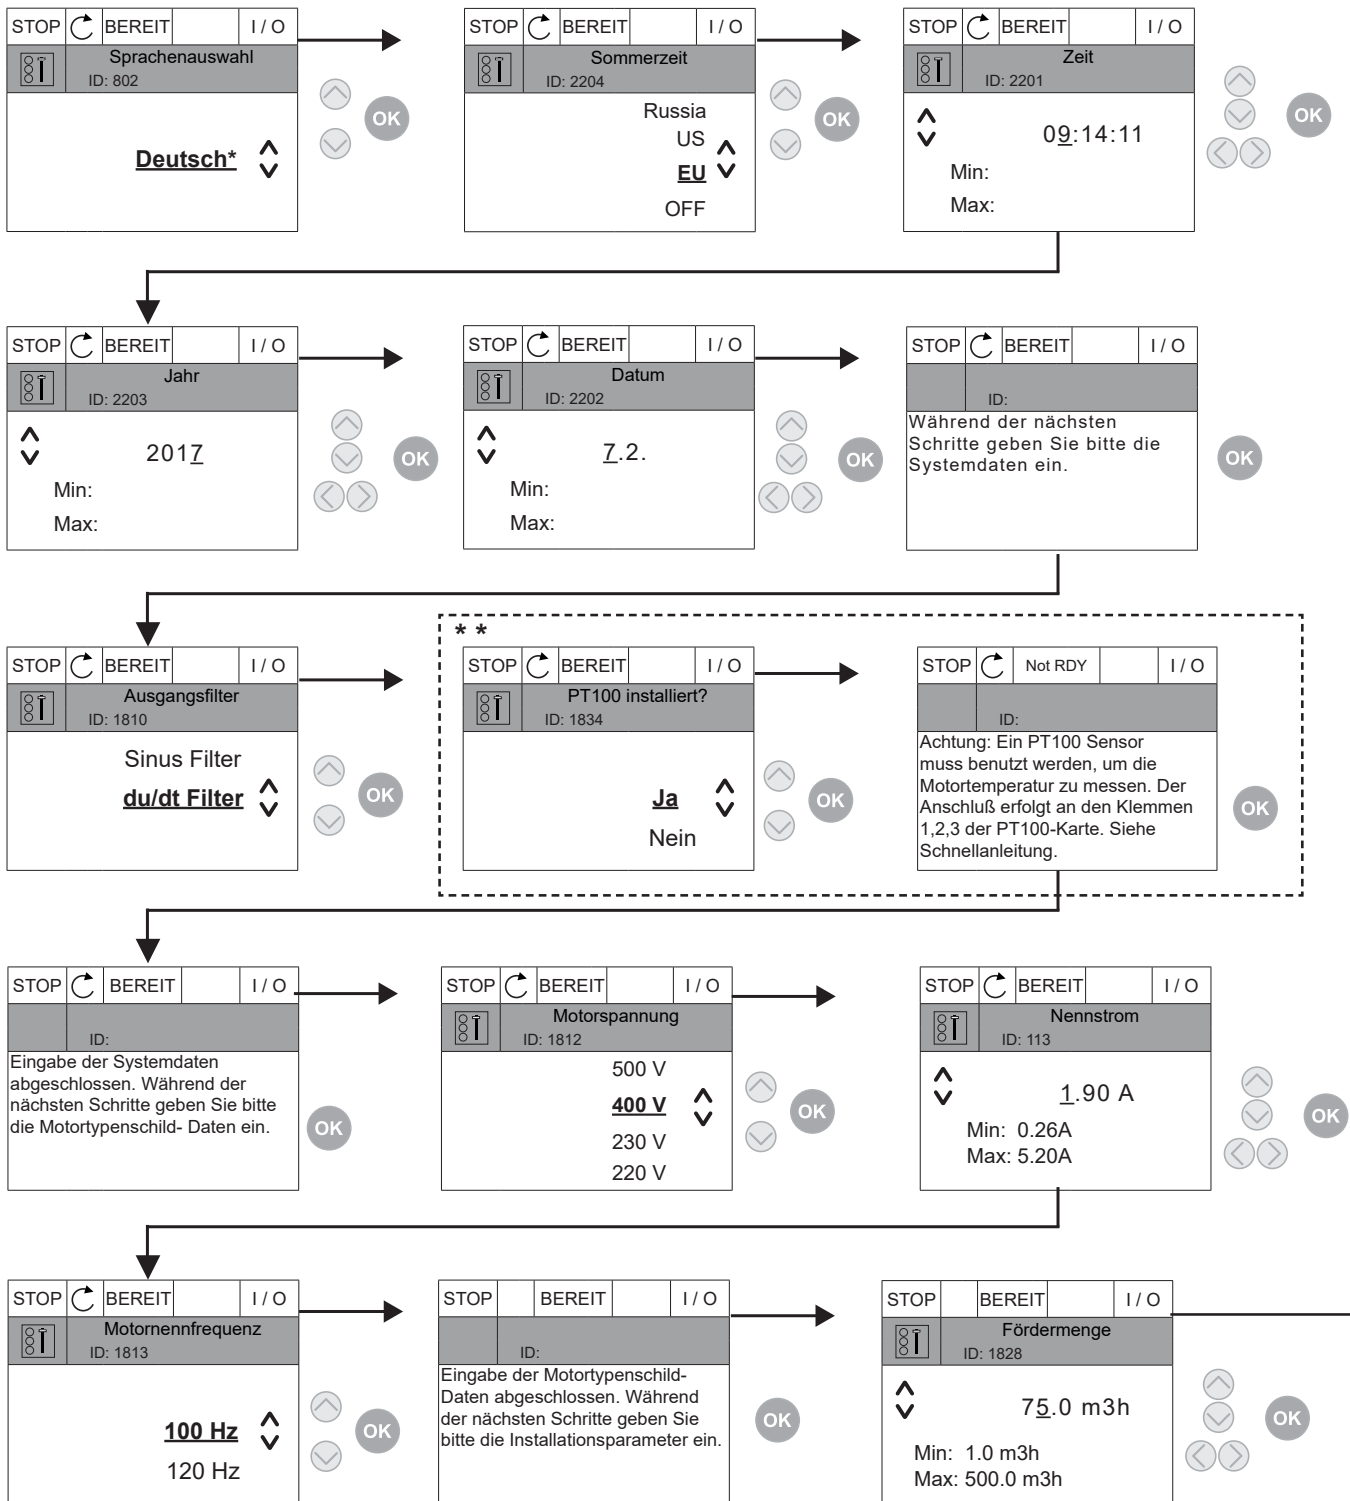 STOP BEREIT I / O
Sprachenauswahl
ID: 802
Deutsch*
OK
STOP BEREIT I / O
Sommerzeit
ID: 2204
Russia
US
EU
OFF
OK
STOP BEREIT I / O
Zeit
ID: 2201
09:14:11
Min:
Max:
OK
STOP BEREIT I / O
Jahr
ID: 2203
2017
Min:
Max:
OK
STOP BEREIT I / O
Datum
ID: 2202
7.2.
Min:
Max:
OK
STOP BEREIT I / O
ID:
Während der nächsten
Schritte geben Sie bitte die
Systemdaten ein.
OK
STOP BEREIT I / O
Ausgangsfilter
ID: 1810
Sinus Filter
du/dt Filter
OK
* *
STOP BEREIT I / O
PT100 installiert?
ID: 1834
Ja
Nein
OK
STOP Not RDY I / O
ID:
Achtung: Ein PT100 Sensor
muss benutzt werden, um die
Motortemperatur zu messen. Der
Anschluß erfolgt an den Klemmen
1,2,3 der PT100-Karte. Siehe
Schnellanleitung.
OK
STOP BEREIT I / O
ID:
Eingabe der Systemdaten
abgeschlossen. Während der
nächsten Schritte geben Sie bitte
die Motortypenschild- Daten ein.
OK
STOP BEREIT I / O
Motorspannung
ID: 1812
500 V
400 V
230 V
220 V
OK
STOP BEREIT I / O
Nennstrom
ID: 113
1.90 A
Min: 0.26A
Max: 5.20A
OK
STOP BEREIT I / O
Motornennfrequenz
ID: 1813
100 Hz
120 Hz
OK
STOP BEREIT I / O
ID:
Eingabe der Motortypenschild-
Daten abgeschlossen. Während
der nächsten Schritte geben Sie
bitte die Installationsparameter ein.
OK
STOP BEREIT I / O
Fördermenge
ID: 1828
75.0 m3h
Min: 1.0 m3h
Max: 500.0 m3h
OK